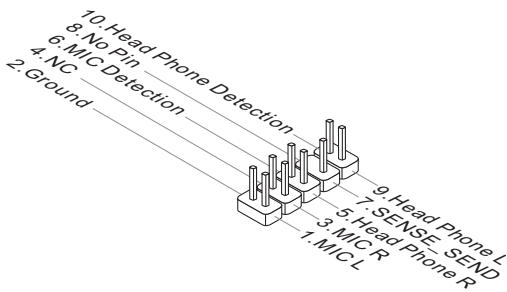 10.Head Phone Detection
8.No Pin
6.MIC Detection
4.NC
2.Ground
9.Head Phone L
7.SENSE_SEND
5.Head Phone R
3.MIC R
1.MIC L